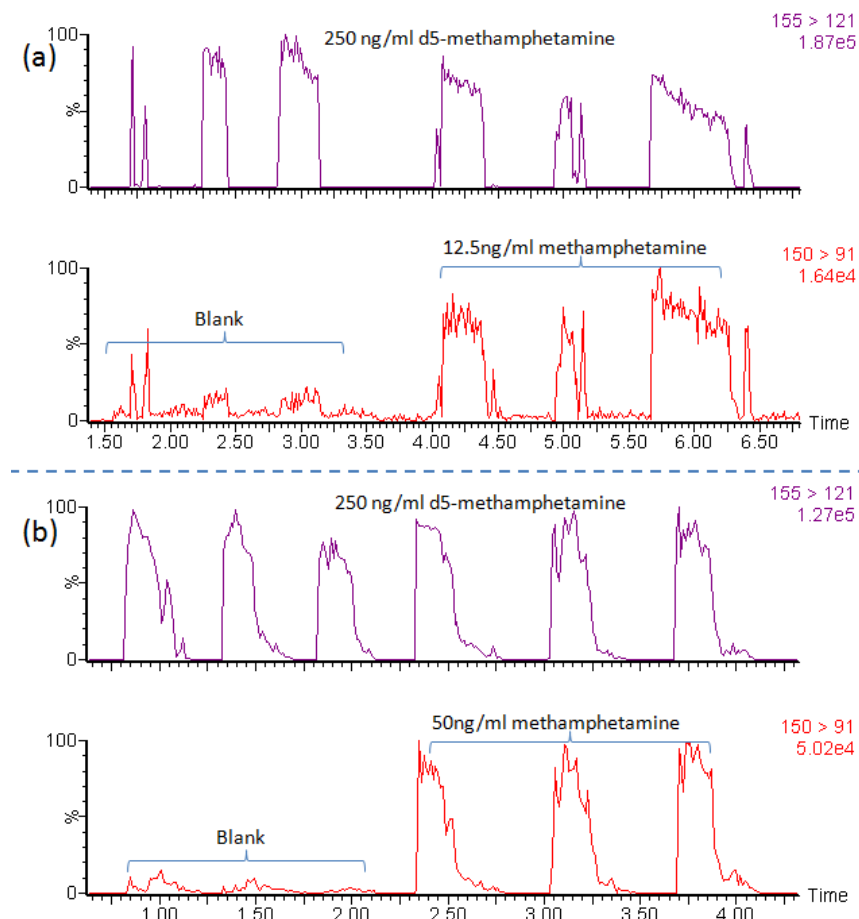 (a)
250 ng/ml d5-methamphetamine
155 > 121
1.87e5
100
%
0
12.5ng/ml methamphetamine
150 > 91
1.64e4
100
Blank
%
0
1.50 2.00 2.50 3.00 3.50 4.00 4.50 5.00 5.50 6.00 6.50 Time
(b)
250 ng/ml d5-methamphetamine
155 > 121
1.27e5
100
%
0
50ng/ml methamphetamine
150 > 91
5.02e4
100
Blank
%
0
1.00 1.50 2.00 2.50 3.00 3.50 4.00 Time